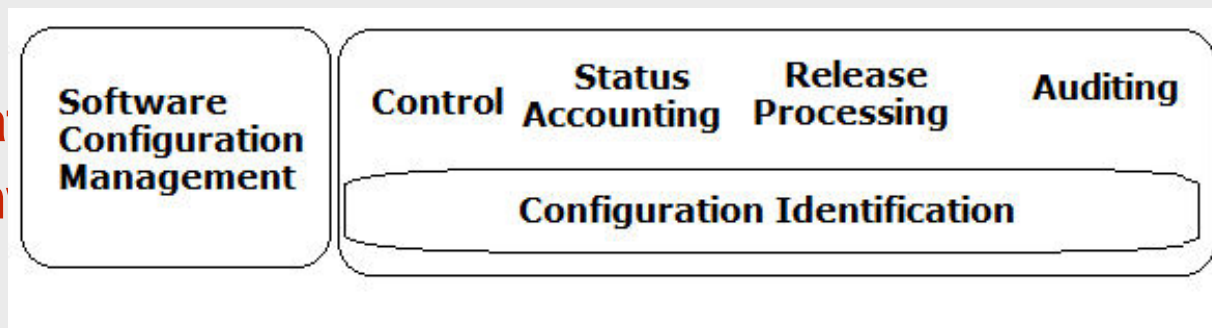 Software
Configuration
Management
Control
Status
Accounting
Release
Processing
Auditing
Configuration Identification